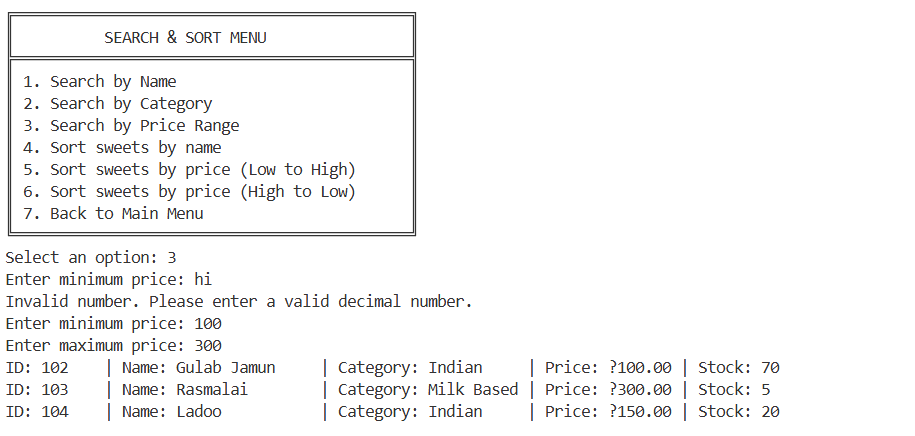 SEARCH & SORT MENU
1. Search by Name
2. Search by Category
3. Search by Price Range
4. Sort sweets by name
5. Sort sweets by price (Low to High)
6. Sort sweets by price (High to Low)
7. Back to Main Menu
Select an option: 3
Enter minimum price: hi
Invalid number. Please enter a valid decimal number.
Enter minimum price: 100
Enter maximum price: 300
ID: 102 | Name: Gulab Jamun | Category: Indian | Price: ?100.00 | Stock: 70
ID: 103 | Name: Rasmalai | Category: Milk Based | Price: ?300.00 | Stock: 5
ID: 104 | Name: Ladoo | Category: Indian | Price: ?150.00 | Stock: 20